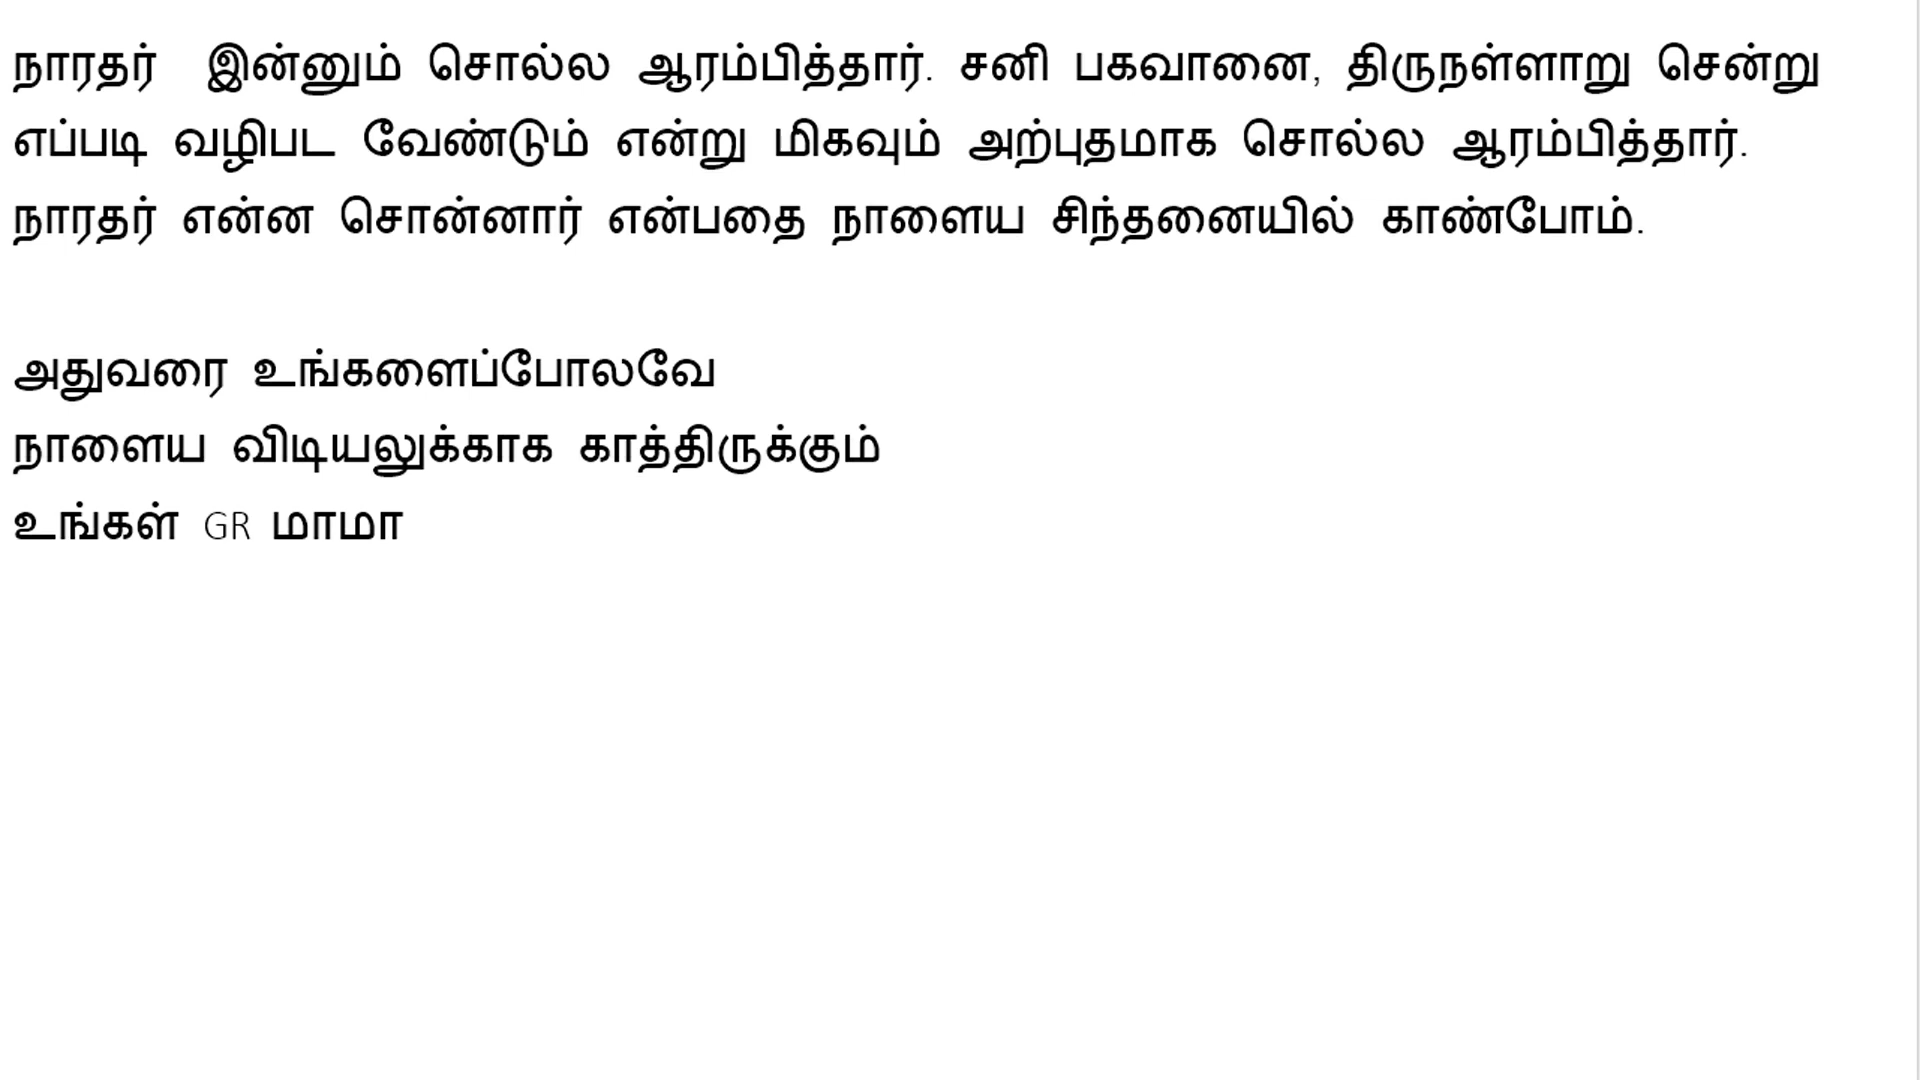 நாரதர் இன்னும் சொல்ல ஆரம்பித்தார். சனி பகவானை, திருநள்ளாறு சென்று
எப்படி வழிபட வேண்டும் என்று மிகவும் அற்புதமாக சொல்ல ஆரம்பித்தார்.
நாரதர் என்ன சொன்னார் என்பதை நாளைய சிந்தனையில் காண்போம்.
அதுவரை உங்களைப்போலவே
நாளைய விடியலுக்காக காத்திருக்கும்
உங்கள் GR மாமா